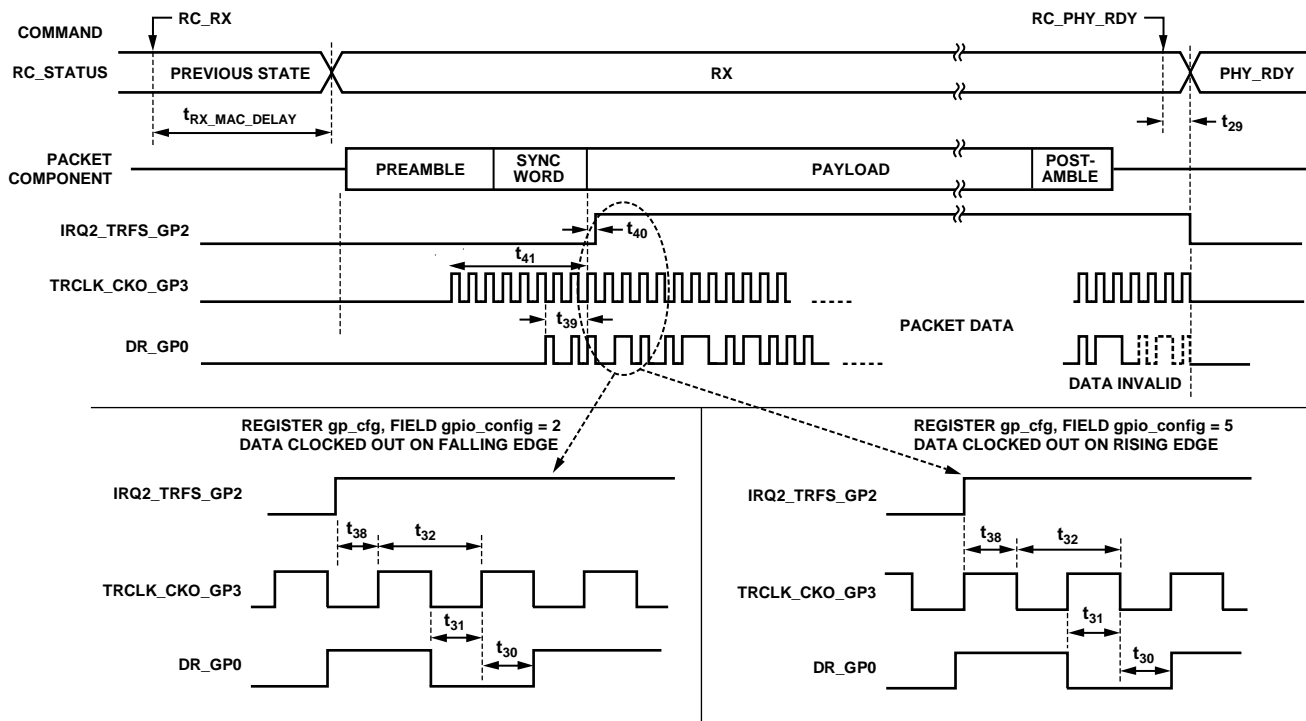 RC_RX
RC_PHY_RDY
COMMAND
RC_STATUS
PREVIOUS STATE
RX
PHY_RDY
tRX_MAC_DELAY
t29
PACKET
COMPONENT
PREAMBLE
SYNC
WORD
PAYLOAD
POST-
AMBLE
IRQ2_TRFS_GP2
t40
t41
TRCLK_CKO_GP3
t39
PACKET DATA
DR_GP0
DATA INVALID
REGISTER gp_cfg, FIELD gpio_config = 2
DATA CLOCKED OUT ON FALLING EDGE
IRQ2_TRFS_GP2
t38
t32
TRCLK_CKO_GP3
t31
t30
DR_GP0
REGISTER gp_cfg, FIELD gpio_config = 5
DATA CLOCKED OUT ON RISING EDGE
IRQ2_TRFS_GP2
t38
t32
TRCLK_CKO_GP3
t31
t30
DR_GP0